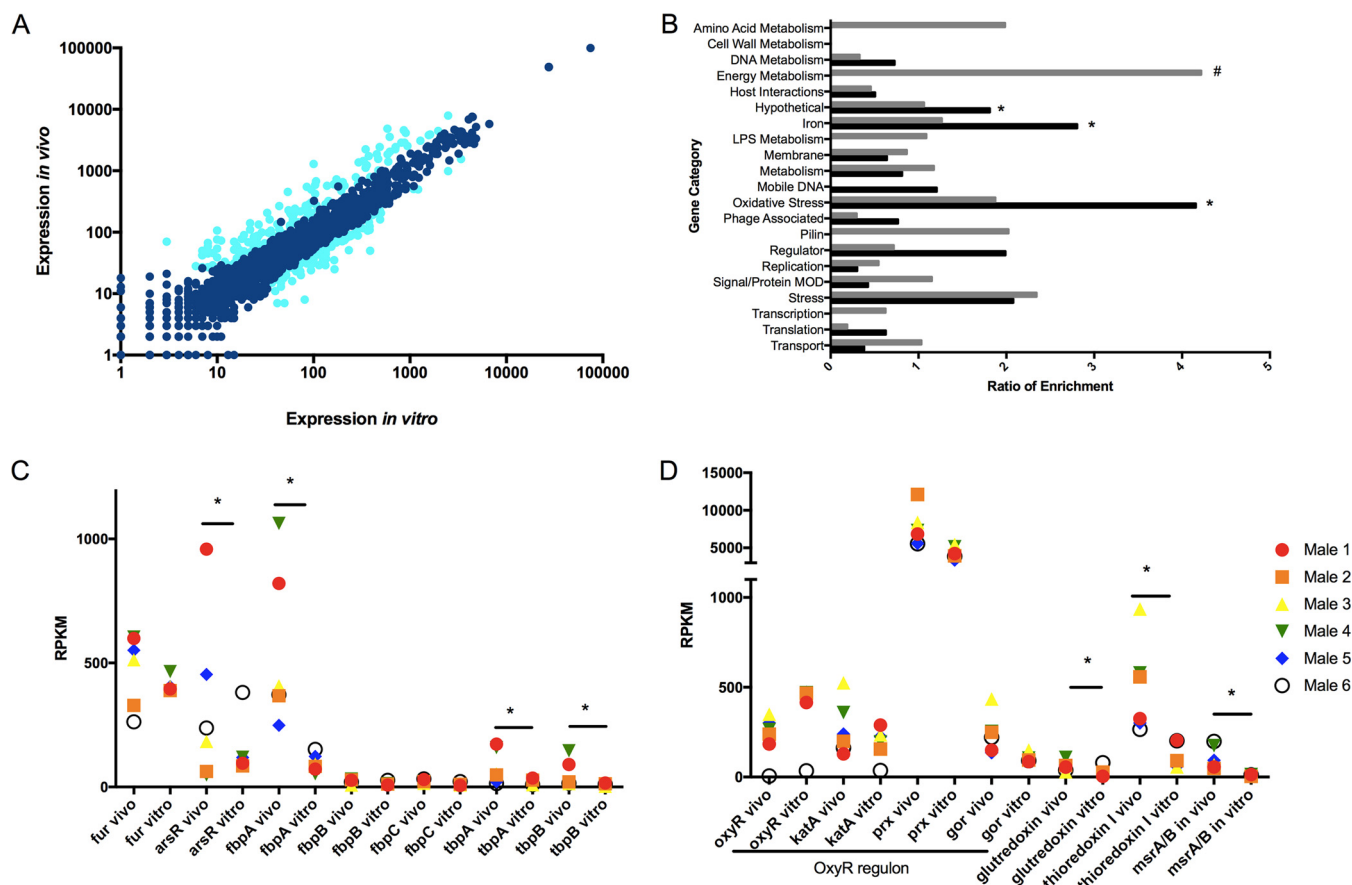 A
100000
10000
1000
100
10
1
1
10
100
1000
10000
100000
Expression in vivo
Expression in vitro
B
Gene Category
Amino Acid Metabolism
Cell Wall Metabolism
DNA Metabolism
Energy Metabolism
#
Host Interactions
Hypothetical
*
Iron
*
LPS Metabolism
Membrane
Metabolism
Mobile DNA
Oxidative Stress
*
Phage Associated
Pilin
Regulator
Replication
Signal/Protein MOD
Stress
Transcription
Translation
Transport
0
1
2
3
4
5
Ratio of Enrichment
C
RPKM
1000
500
0
*
*
*
*
fur vivo
fur vitro
arsR vivo
arsR vitro
fbpA vivo
fbpA vitro
fbpB vivo
fbpB vitro
fbpC vivo
fbpC vitro
tbpA vivo
tbpA vitro
tbpB vivo
tbpB vitro
D
RPKM
15000
10000
5000
1000
500
0
*
*
*
oxyR vivo
oxyR vitro
katA vivo
katA vitro
prx vivo
prx vitro
gor vivo
gor vitro
glutredoxin vivo
glutredoxin vitro
thioredoxin I vivo
thioredoxin I vitro
msrA/B in vivo
msrA/B in vitro
OxyR regulon
Male 1
Male 2
Male 3
Male 4
Male 5
Male 6